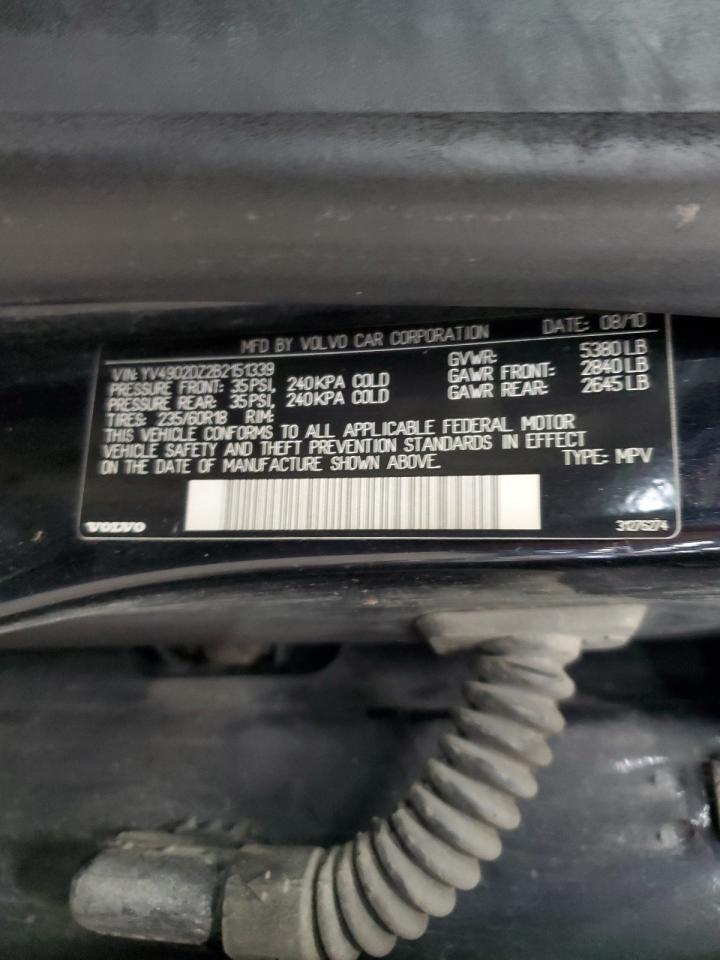 MFD BY VOLVO CAR CORPORATION DATE: 08/10
VIN: YV4902DZ2B2151339 GVWR: 5380 LB
PRESSURE FRONT: 35 PSI, 240 KPA COLD GAWR FRONT: 2840 LB
PRESSURE REAR: 35 PSI, 240 KPA COLD GAWR REAR: 2645 LB
TIRES: 235/60R18 RIM:
THIS VEHICLE CONFORMS TO ALL APPLICABLE FEDERAL MOTOR
VEHICLE SAFETY AND THEFT PREVENTION STANDARDS IN EFFECT
ON THE DATE OF MANUFACTURE SHOWN ABOVE. TYPE: MPV
VOLVO 31276274